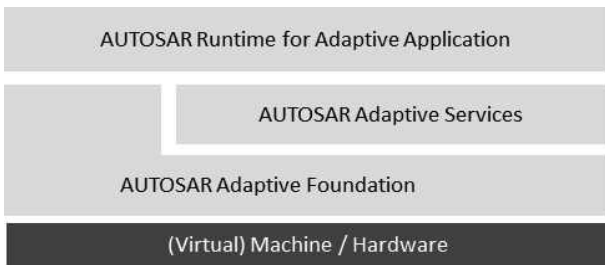 AUTOSAR Runtime for Adaptive Application
AUTOSAR Adaptive Services
AUTOSAR Adaptive Foundation
(Virtual) Machine / Hardware